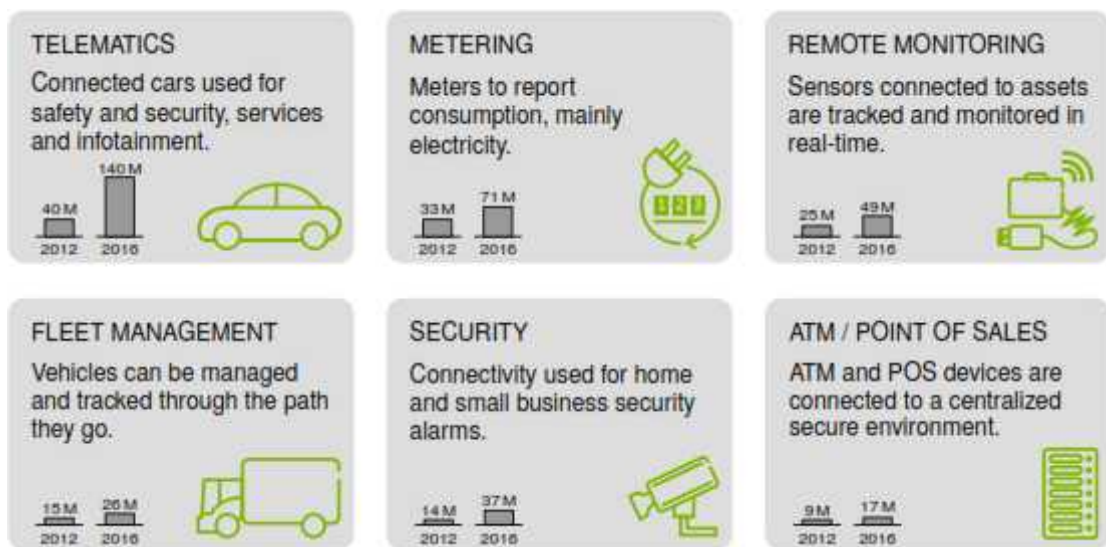 TELEMATICS
Connected cars used for
safety and security, services
and infotainment.
140 M
40 M
2012 2016
METERING
Meters to report
consumption, mainly
electricity.
71 M
33 M
2012 2016
1 2 3
REMOTE MONITORING
Sensors connected to assets
are tracked and monitored in
real-time.
49 M
25 M
2012 2016
FLEET MANAGEMENT
Vehicles can be managed
and tracked through the path
they go.
15 M 26 M
2012 2016
SECURITY
Connectivity used for home
and small business security
alarms.
37 M
14 M
2012 2016
ATM / POINT OF SALES
ATM and POS devices are
connected to a centralized
secure environment.
9 M 17 M
2012 2016